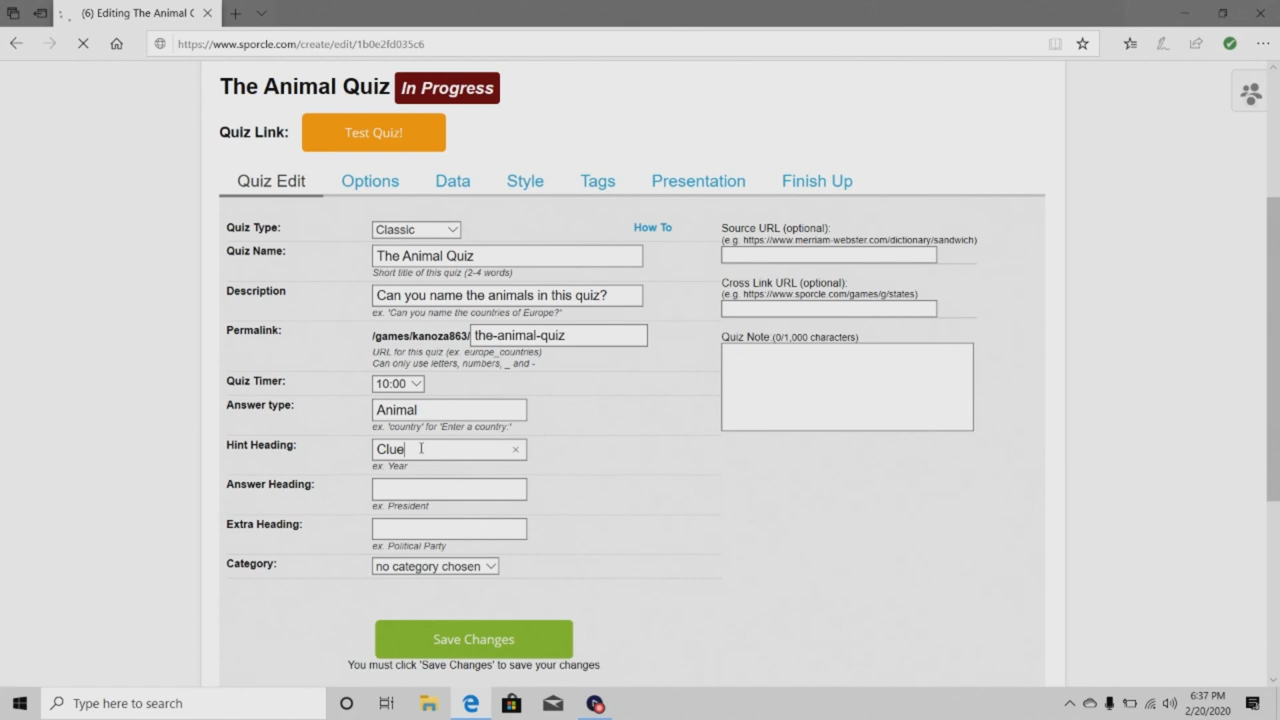 (6) Editing The Animal C
https://www.sporcle.com/create/edit/1b0e2fd035c6
The Animal Quiz In Progress
Quiz Link: Test Quiz!
Quiz Edit Options Data Style Tags Presentation Finish Up
Quiz Type: Classic How To
Quiz Name: The Animal Quiz
Short title of this quiz (2-4 words)
Description Can you name the animals in this quiz?
ex. 'Can you name the countries of Europe?'
Permalink: /games/kanoza863/ the-animal-quiz
URL for this quiz (ex. europe_countries)
Can only use letters, numbers, _ and -
Quiz Timer: 10:00
Answer type: Animal
ex. 'country' for 'Enter a country:'
Hint Heading: Clue
ex. Year
Answer Heading:
ex. President
Extra Heading:
ex. Political Party
Category: no category chosen
Source URL (optional):
(e.g. https://www.merriam-webster.com/dictionary/sandwich)
Cross Link URL (optional):
(e.g. https://www.sporcle.com/games/g/states)
Quiz Note (0/1,000 characters)
Save Changes
You must click 'Save Changes' to save your changes
Type here to search
6:37 PM
2/20/2020